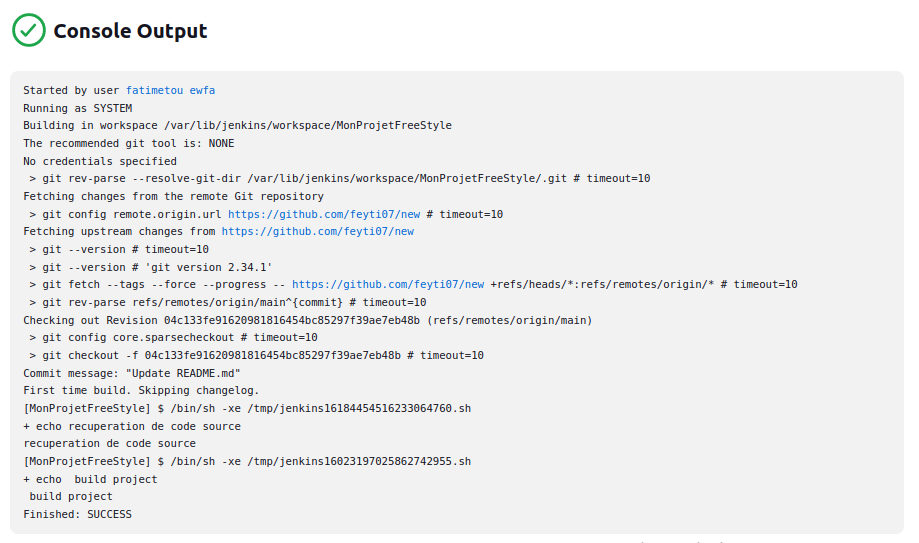 Console Output
Started by user fatimetou ewfa
Running as SYSTEM
Building in workspace /var/lib/jenkins/workspace/MonProjetFreeStyle
The recommended git tool is: NONE
No credentials specified
 > git rev-parse --resolve-git-dir /var/lib/jenkins/workspace/MonProjetFreeStyle/.git # timeout=10
Fetching changes from the remote Git repository
 > git config remote.origin.url https://github.com/feyti07/new # timeout=10
Fetching upstream changes from https://github.com/feyti07/new
 > git --version # timeout=10
 > git --version # 'git version 2.34.1'
 > git fetch --tags --force --progress -- https://github.com/feyti07/new +refs/heads/*:refs/remotes/origin/* # timeout=10
 > git rev-parse refs/remotes/origin/main^{commit} # timeout=10
Checking out Revision 04c133fe91620981816454bc85297f39ae7eb48b (refs/remotes/origin/main)
 > git config core.sparsecheckout # timeout=10
 > git checkout -f 04c133fe91620981816454bc85297f39ae7eb48b # timeout=10
Commit message: "Update README.md"
First time build. Skipping changelog.
[MonProjetFreeStyle] $ /bin/sh -xe /tmp/jenkins16184454516233064760.sh
+ echo recuperation de code source
recuperation de code source
[MonProjetFreeStyle] $ /bin/sh -xe /tmp/jenkins16023197025862742955.sh
+ echo  build project
 build project
Finished: SUCCESS